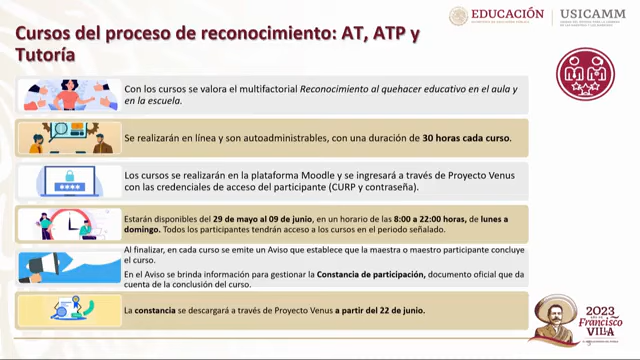 EDUCACIÓN
SECRETARÍA DE EDUCACIÓN PÚBLICA
USICAMM
Cursos del proceso de reconocimiento: AT, ATP y
Tutoría
Con los cursos se valora el multifactorial Reconocimiento al quehacer educativo en el aula y
en la escuela.
Se realizarán en línea y son autoadministrables, con una duración de 30 horas cada curso.
Los cursos se realizarán en la plataforma Moodle y se ingresará a través de Proyecto Venus
con las credenciales de acceso del participante (CURP y contraseña).
Estarán disponibles del 29 de mayo al 09 de junio, en un horario de las 8:00 a 22:00 horas, de lunes a
domingo. Todos los participantes tendrán acceso a los cursos en el periodo señalado.
Al finalizar, en cada curso se emite un Aviso que establece que la maestra o maestro participante concluye
el curso.
En el Aviso se brinda información para gestionar la Constancia de participación, documento oficial que da
cuenta de la conclusión del curso.
La constancia se descargará a través de Proyecto Venus a partir del 22 de junio.
2023
Francisco
VILLA